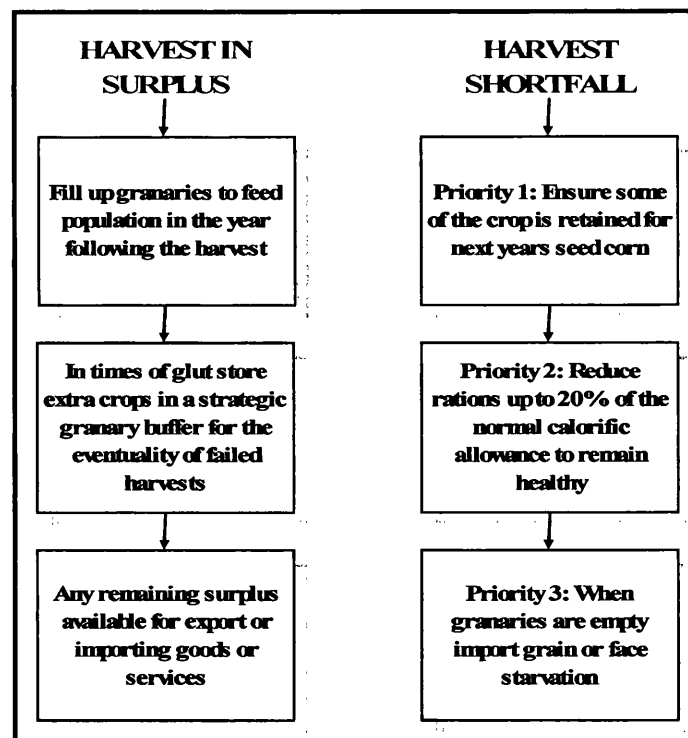 HARVEST IN
SURPLUS
Fill up granaries to feed
population in the year
following the harvest
In times of glut store
extra crops in a strategic
granary buffer for the
eventuality of failed
harvests
Any remaining surplus
available for export or
importing goods or
services
HARVEST
SHORTFALL
Priority 1: Ensure some
of the crop is retained for
next years seed corn
Priority 2: Reduce
rations up to 20% of the
normal calorific
allowance to remain
healthy
Priority 3: When
granaries are empty
import grain or face
starvation